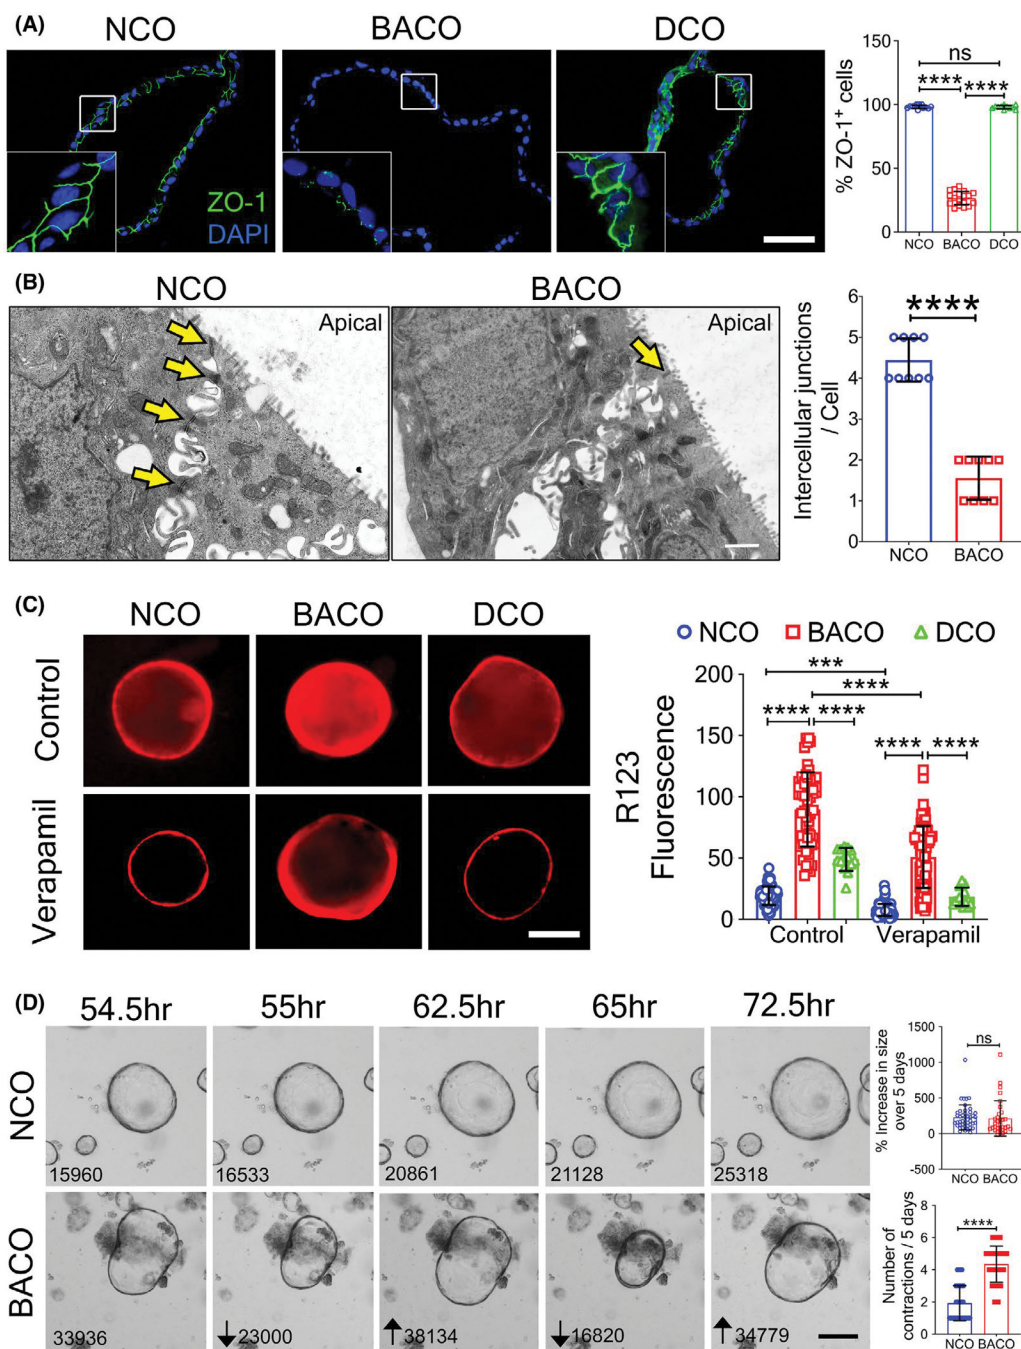 (A)
NCO BACO DCO
ZO-1
DAPI
% ZO-1+ cells
150
100
50
0
ns
**** ****
NCO BACO DCO
(B)
NCO BACO
Apical
Apical
Intercellular junctions
/ Cell
6
5
4
3
2
1
0
****
NCO BACO
(C)
NCO BACO DCO
Control
Verapamil
NCO BACO DCO
R123
Fluorescence
200
150
100
50
0
***
****
**** ****
**** ****
Control Verapamil
(D)
54.5hr 55hr 62.5hr 65hr 72.5hr
NCO
15960 16533 20861 21128 25318
BACO
33936 ↓23000 ↑38134 ↓16820 ↑34779
% Increase in size
over 5 days
1500
1000
500
0
-500
ns
NCO BACO
Number of
contractions / 5 days
8
6
4
2
0
****
NCO BACO